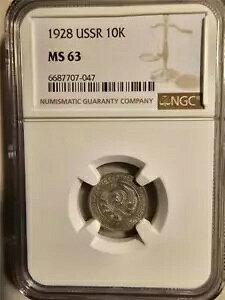 1928 USSR 10K
MS 63
6687707-047
NUMISMATIC GUARANTY COMPANY
NGC